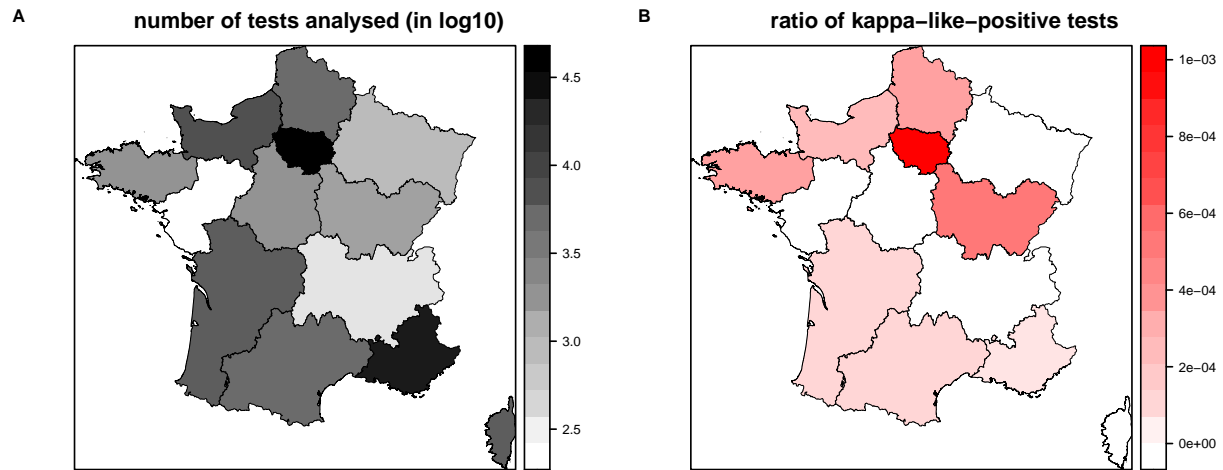 A
number of tests analysed (in log10)
4.5
4.0
3.5
3.0
2.5
B
ratio of kappa−like−positive tests
1e−03
8e−04
6e−04
4e−04
2e−04
0e+00